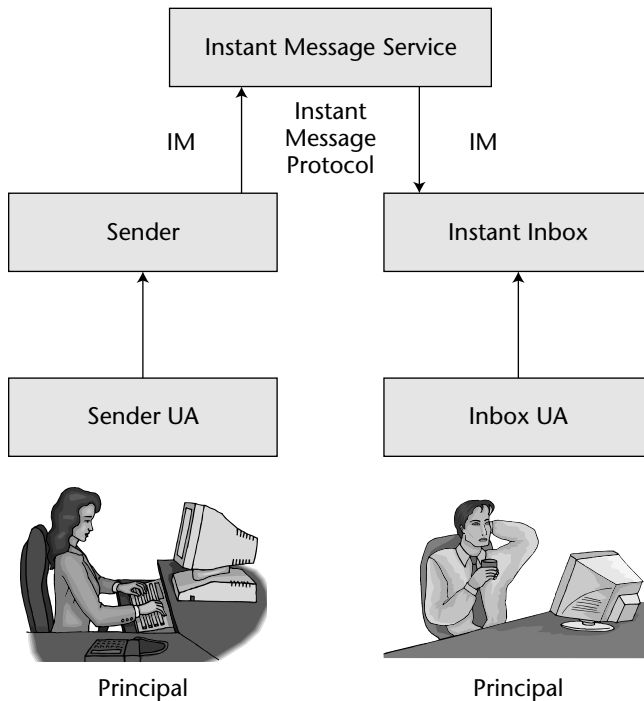 Instant Message Service
IM
Instant
Message
Protocol
IM
Sender
Instant Inbox
Sender UA
Inbox UA
Principal
Principal